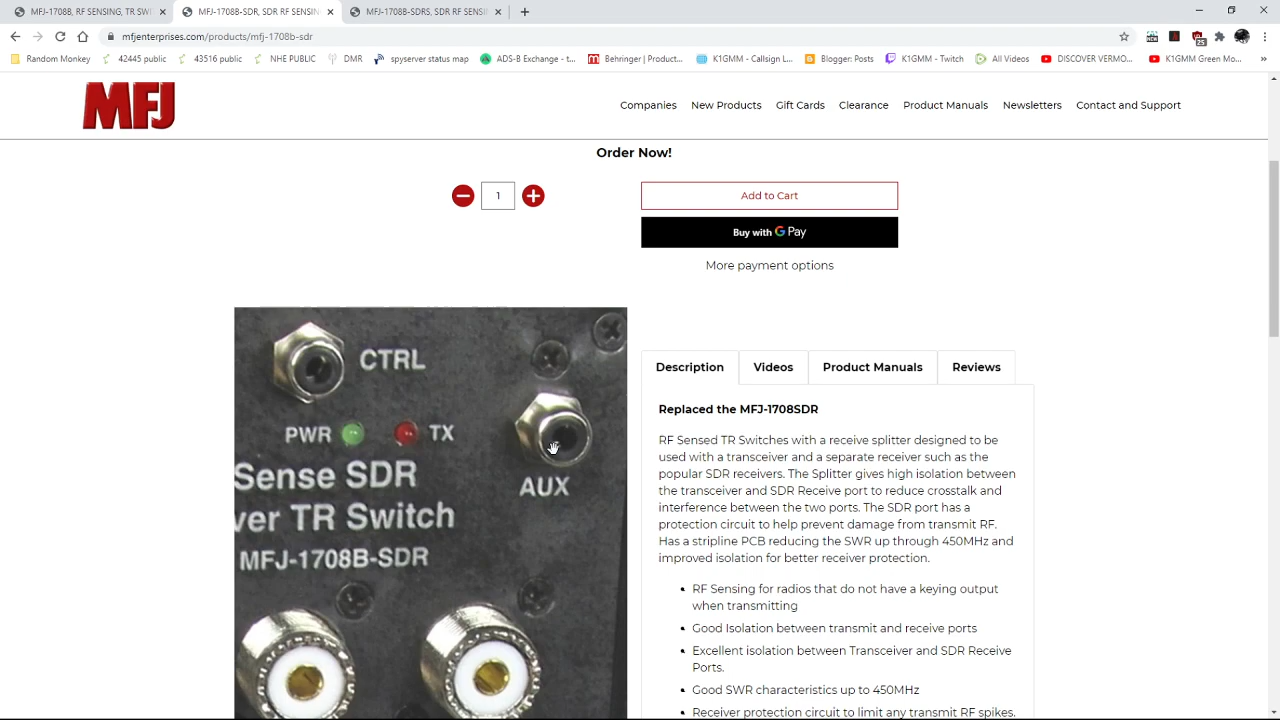 MFJ-1708B, RF SENSING, TR SWI
MFJ-1708B-SDR, SDR RF SENSIN
MFJ-1708B-SDRS, SDR RF SENSING,
mfjenterprises.com/products/mfj-1708b-sdr
Random Monkey
42445 public
43516 public
NHE PUBLIC
DMR
spyserver status map
ADS-B Exchange - t...
Behringer | Product...
K1GMM - Callsign L...
Blogger: Posts
K1GMM - Twitch
All Videos
DISCOVER VERMO...
K1GMM Green Mo...
»
MFJ
Companies
New Products
Gift Cards
Clearance
Product Manuals
Newsletters
Contact and Support
Order Now!
1
Add to Cart
Buy with G Pay
More payment options
CTRL
PWR
TX
AUX
Sense SDR
ver TR Switch
MFJ-1708B-SDR
Description
Videos
Product Manuals
Reviews
Replaced the MFJ-1708SDR
RF Sensed TR Switches with a receive splitter designed to be
used with a transceiver and a separate receiver such as the
popular SDR receivers. The Splitter gives high isolation between
the transceiver and SDR Receive port to reduce crosstalk and
interference between the two ports. The SDR port has a
protection circuit to help prevent damage from transmit RF.
Has a stripline PCB reducing the SWR up through 450MHz and
improved isolation for better receiver protection.
• RF Sensing for radios that do not have a keying output
when transmitting
• Good Isolation between transmit and receive ports
• Excellent isolation between Transceiver and SDR Receive
Ports.
• Good SWR characteristics up to 450MHz
• Receiver protection circuit to limit any transmit RF spikes.